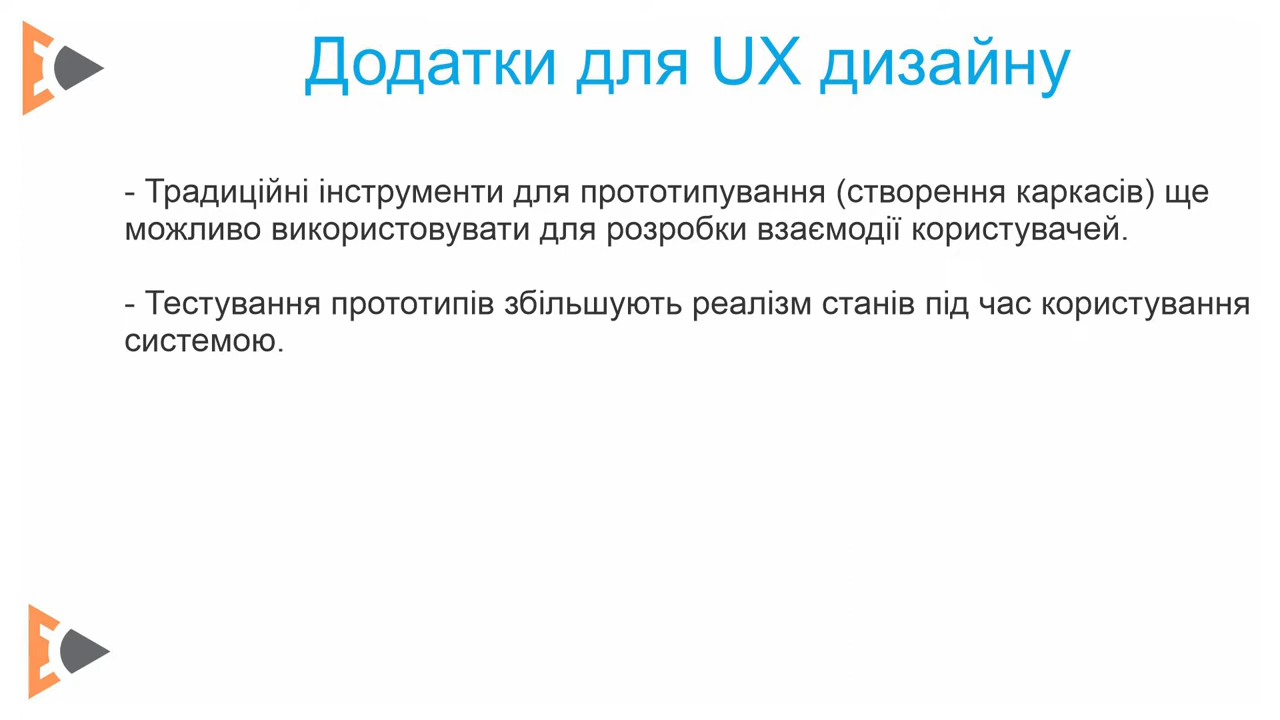 Додатки для UX дизайну
- Традиційні інструменти для прототипування (створення каркасів) ще
можливо використовувати для розробки взаємодії користувачей.
- Тестування прототипів збільшують реалізм станів під час користування
системою.